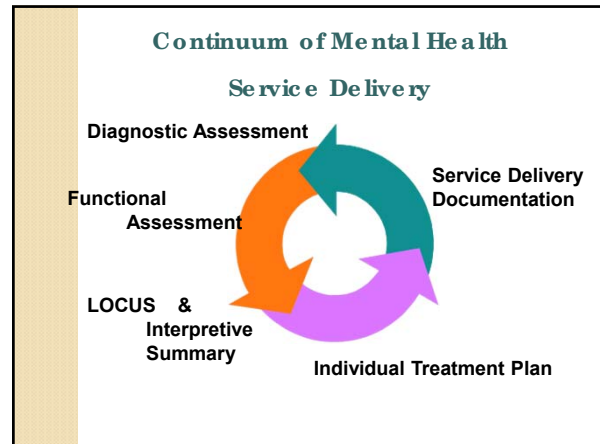 Continuum of Mental Health
Service Delivery
Diagnostic Assessment
Functional
Assessment
LOCUS &
Interpretive
Summary
Individual Treatment Plan
Service Delivery
Documentation